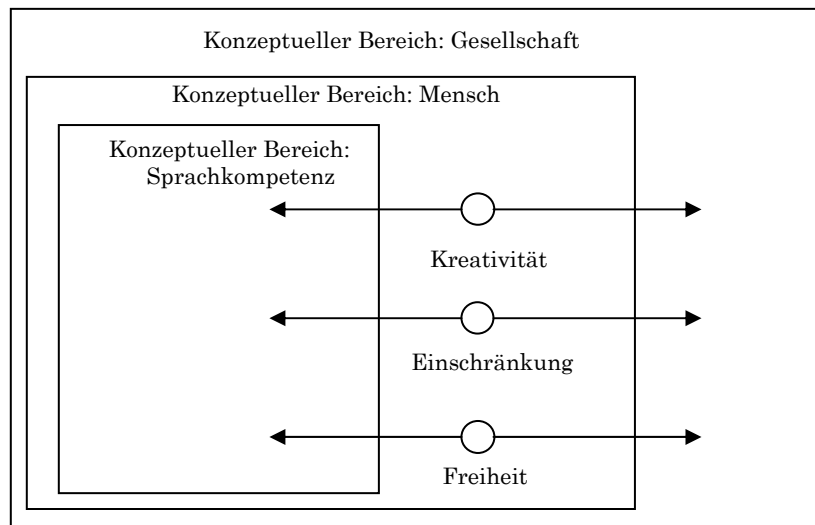 Konzeptueller Bereich: Gesellschaft
Konzeptueller Bereich: Mensch
Konzeptueller Bereich:
Sprachkompetenz
Kreativität
Einschränkung
Freiheit